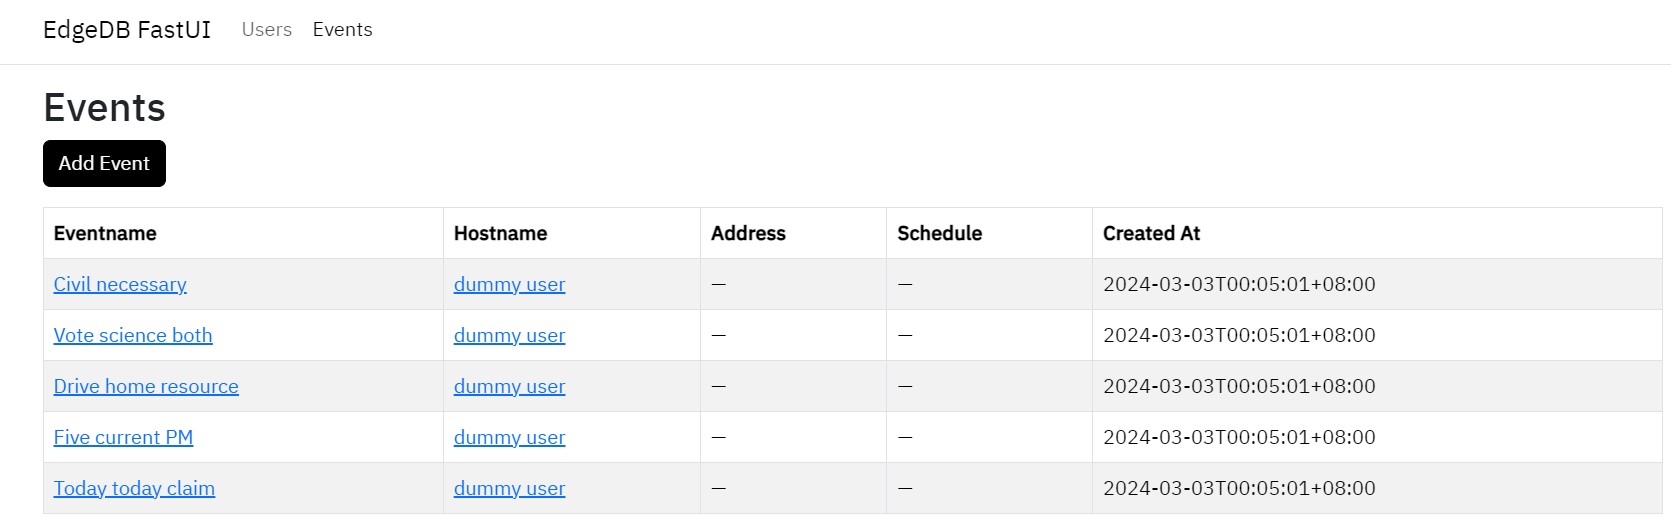 EdgeDB FastUI Users Events
Events
Add Event
Eventname Hostname Address Schedule Created At
Civil necessary dummy user — — 2024-03-03T00:05:01+08:00
Vote science both dummy user — — 2024-03-03T00:05:01+08:00
Drive home resource dummy user — — 2024-03-03T00:05:01+08:00
Five current PM dummy user — — 2024-03-03T00:05:01+08:00
Today today claim dummy user — — 2024-03-03T00:05:01+08:00